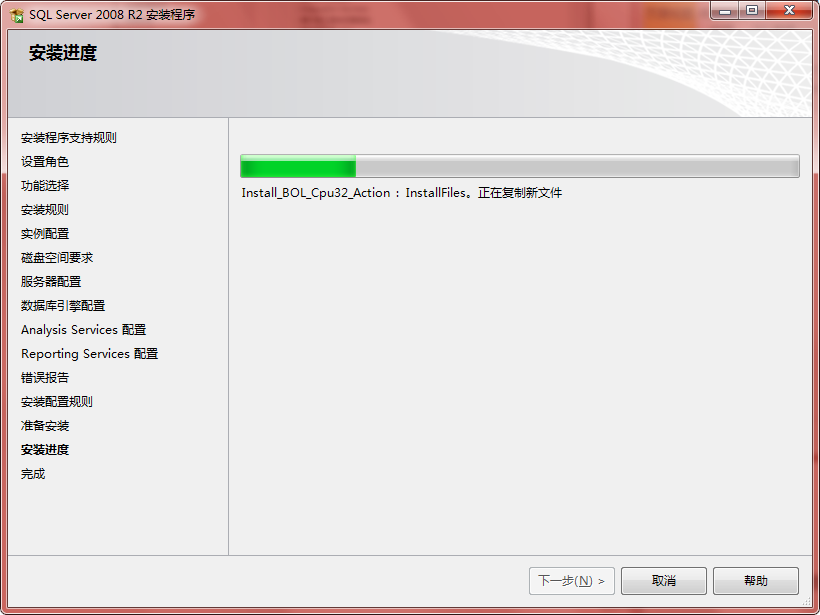 SQL Server 2008 R2 安装程序
安装进度
安装程序支持规则
设置角色
功能选择
安装规则
实例配置
磁盘空间要求
服务器配置
数据库引擎配置
Analysis Services 配置
Reporting Services 配置
错误报告
安装配置规则
准备安装
安装进度
完成
Install_BOL_Cpu32_Action : InstallFiles。正在复制新文件
下一步(N) >
取消
帮助